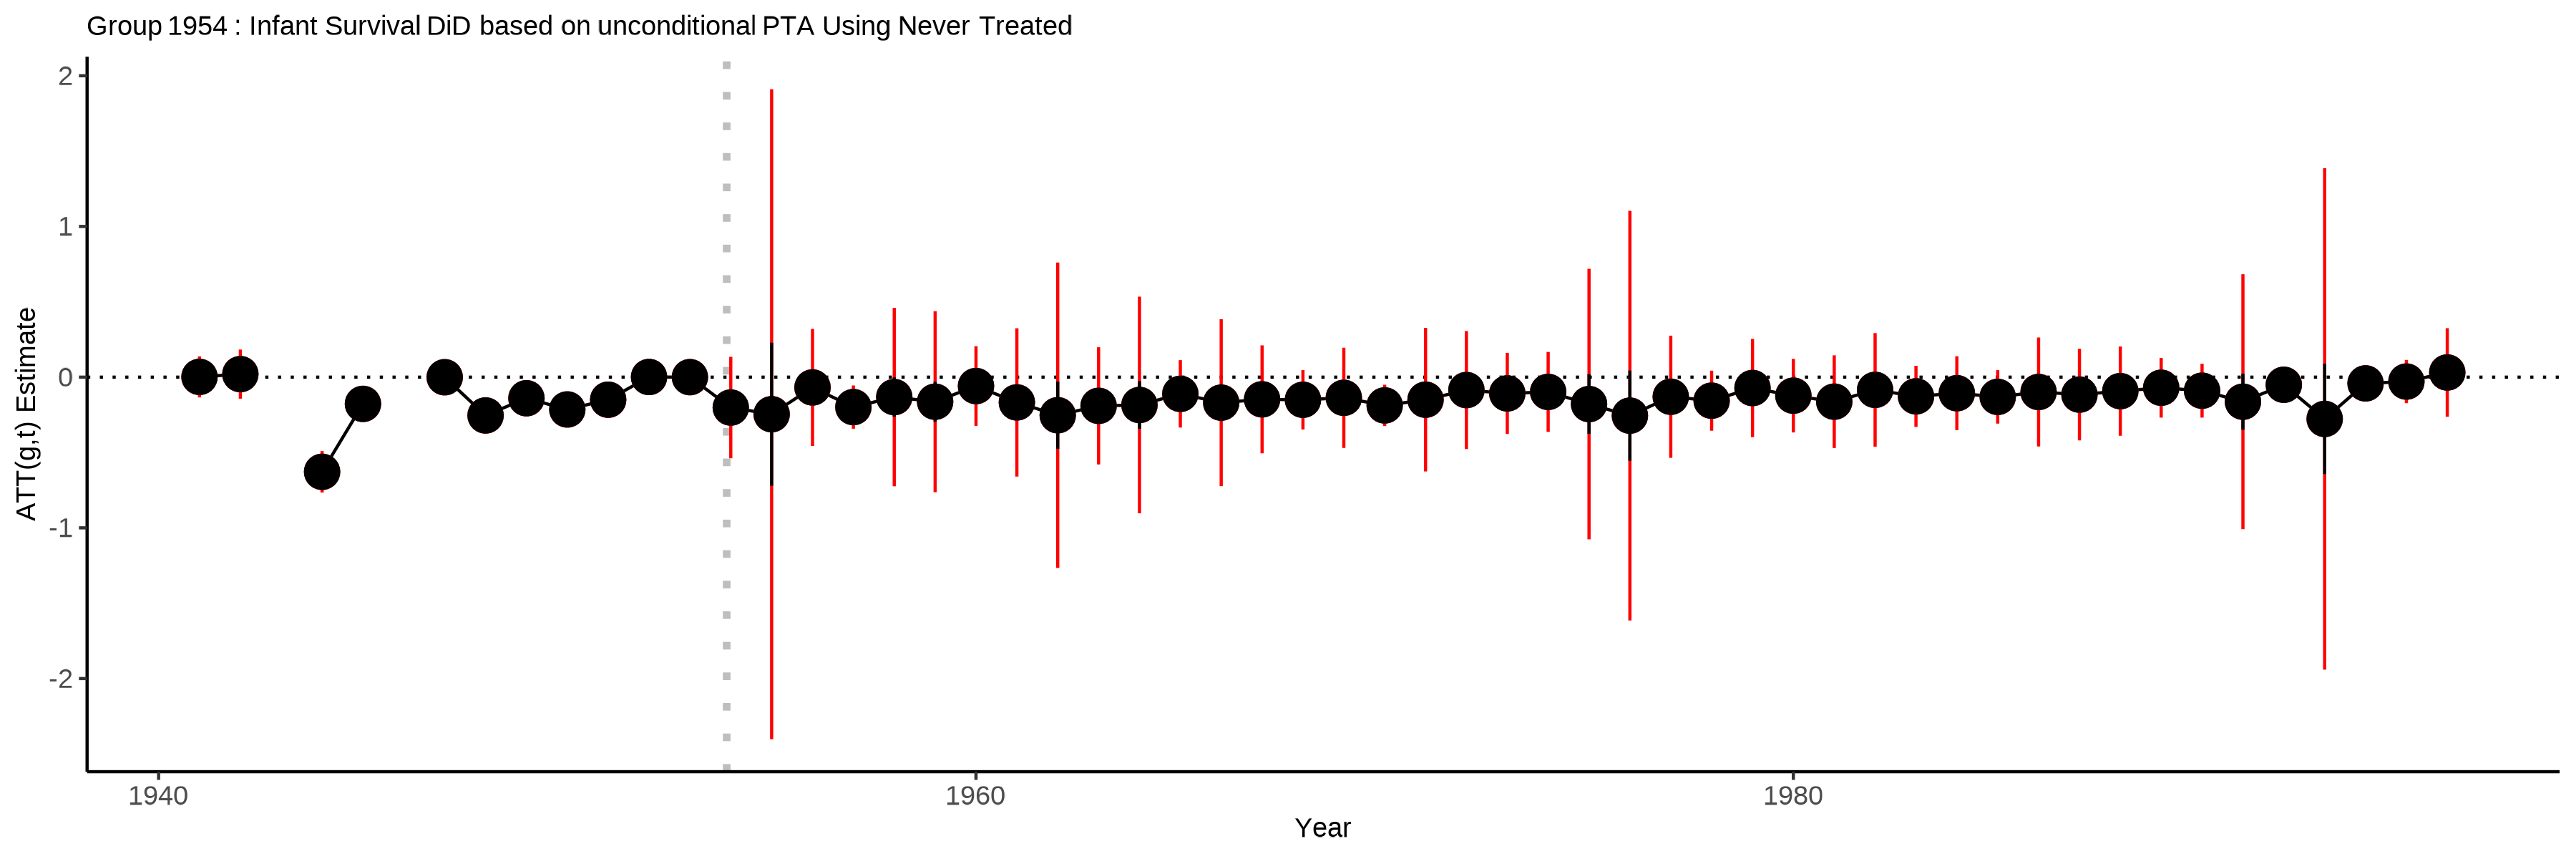 Group 1954 : Infant Survival DiD based on unconditional PTA Using Never Treated
2
1
0
-1
-2
ATT(g,t) Estimate
1940
1960
1980
Year